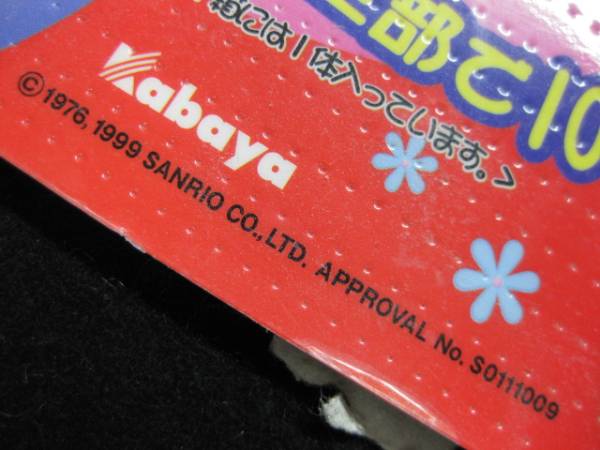 全部で10
箱には1体入っています。>
Kabaya
© 1976, 1999 SANRIO CO., LTD. APPROVAL No. S0111009